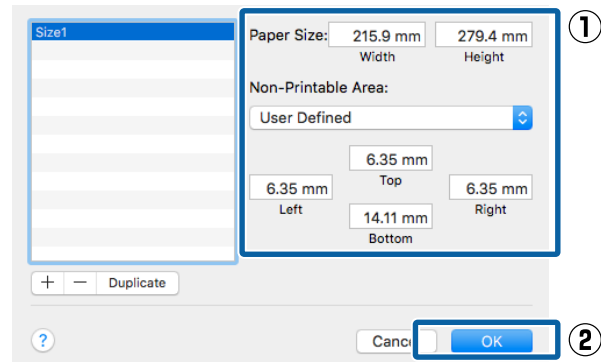 Size1
Paper Size: 215.9 mm 279.4 mm ①
Width Height
Non-Printable Area:
User Defined
6.35 mm
Top
6.35 mm 6.35 mm
Left Right
14.11 mm
Bottom
+ − Duplicate
? OK ②